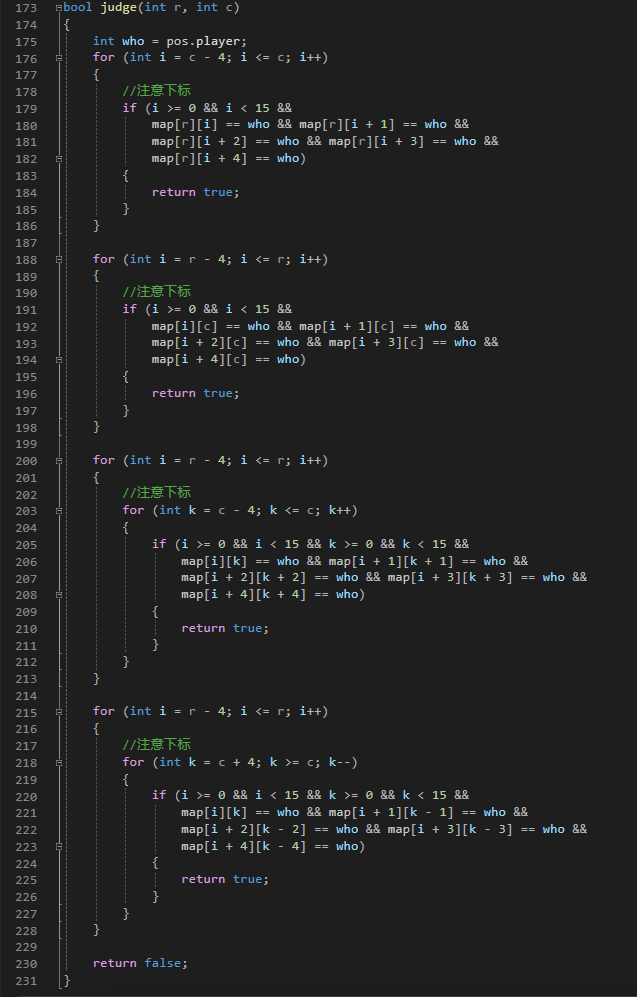 173 bool judge(int r, int c)
174 {
175     int who = pos.player;
176     for (int i = c - 4; i <= c; i++)
177     {
178         //注意下标
179         if (i >= 0 && i < 15 &&
180             map[r][i] == who && map[r][i + 1] == who &&
181             map[r][i + 2] == who && map[r][i + 3] == who &&
182             map[r][i + 4] == who)
183         {
184             return true;
185         }
186     }
187
188     for (int i = r - 4; i <= r; i++)
189     {
190         //注意下标
191         if (i >= 0 && i < 15 &&
192             map[i][c] == who && map[i + 1][c] == who &&
193             map[i + 2][c] == who && map[i + 3][c] == who &&
194             map[i + 4][c] == who)
195         {
196             return true;
197         }
198     }
199
200     for (int i = r - 4; i <= r; i++)
201     {
202         //注意下标
203         for (int k = c - 4; k <= c; k++)
204         {
205             if (i >= 0 && i < 15 && k >= 0 && k < 15 &&
206                 map[i][k] == who && map[i + 1][k + 1] == who &&
207                 map[i + 2][k + 2] == who && map[i + 3][k + 3] == who &&
208                 map[i + 4][k + 4] == who)
209             {
210                 return true;
211             }
212         }
213     }
214
215     for (int i = r - 4; i <= r; i++)
216     {
217         //注意下标
218         for (int k = c + 4; k >= c; k--)
219         {
220             if (i >= 0 && i < 15 && k >= 0 && k < 15 &&
221                 map[i][k] == who && map[i + 1][k - 1] == who &&
222                 map[i + 2][k - 2] == who && map[i + 3][k - 3] == who &&
223                 map[i + 4][k - 4] == who)
224             {
225                 return true;
226             }
227         }
228     }
229
230     return false;
231 }